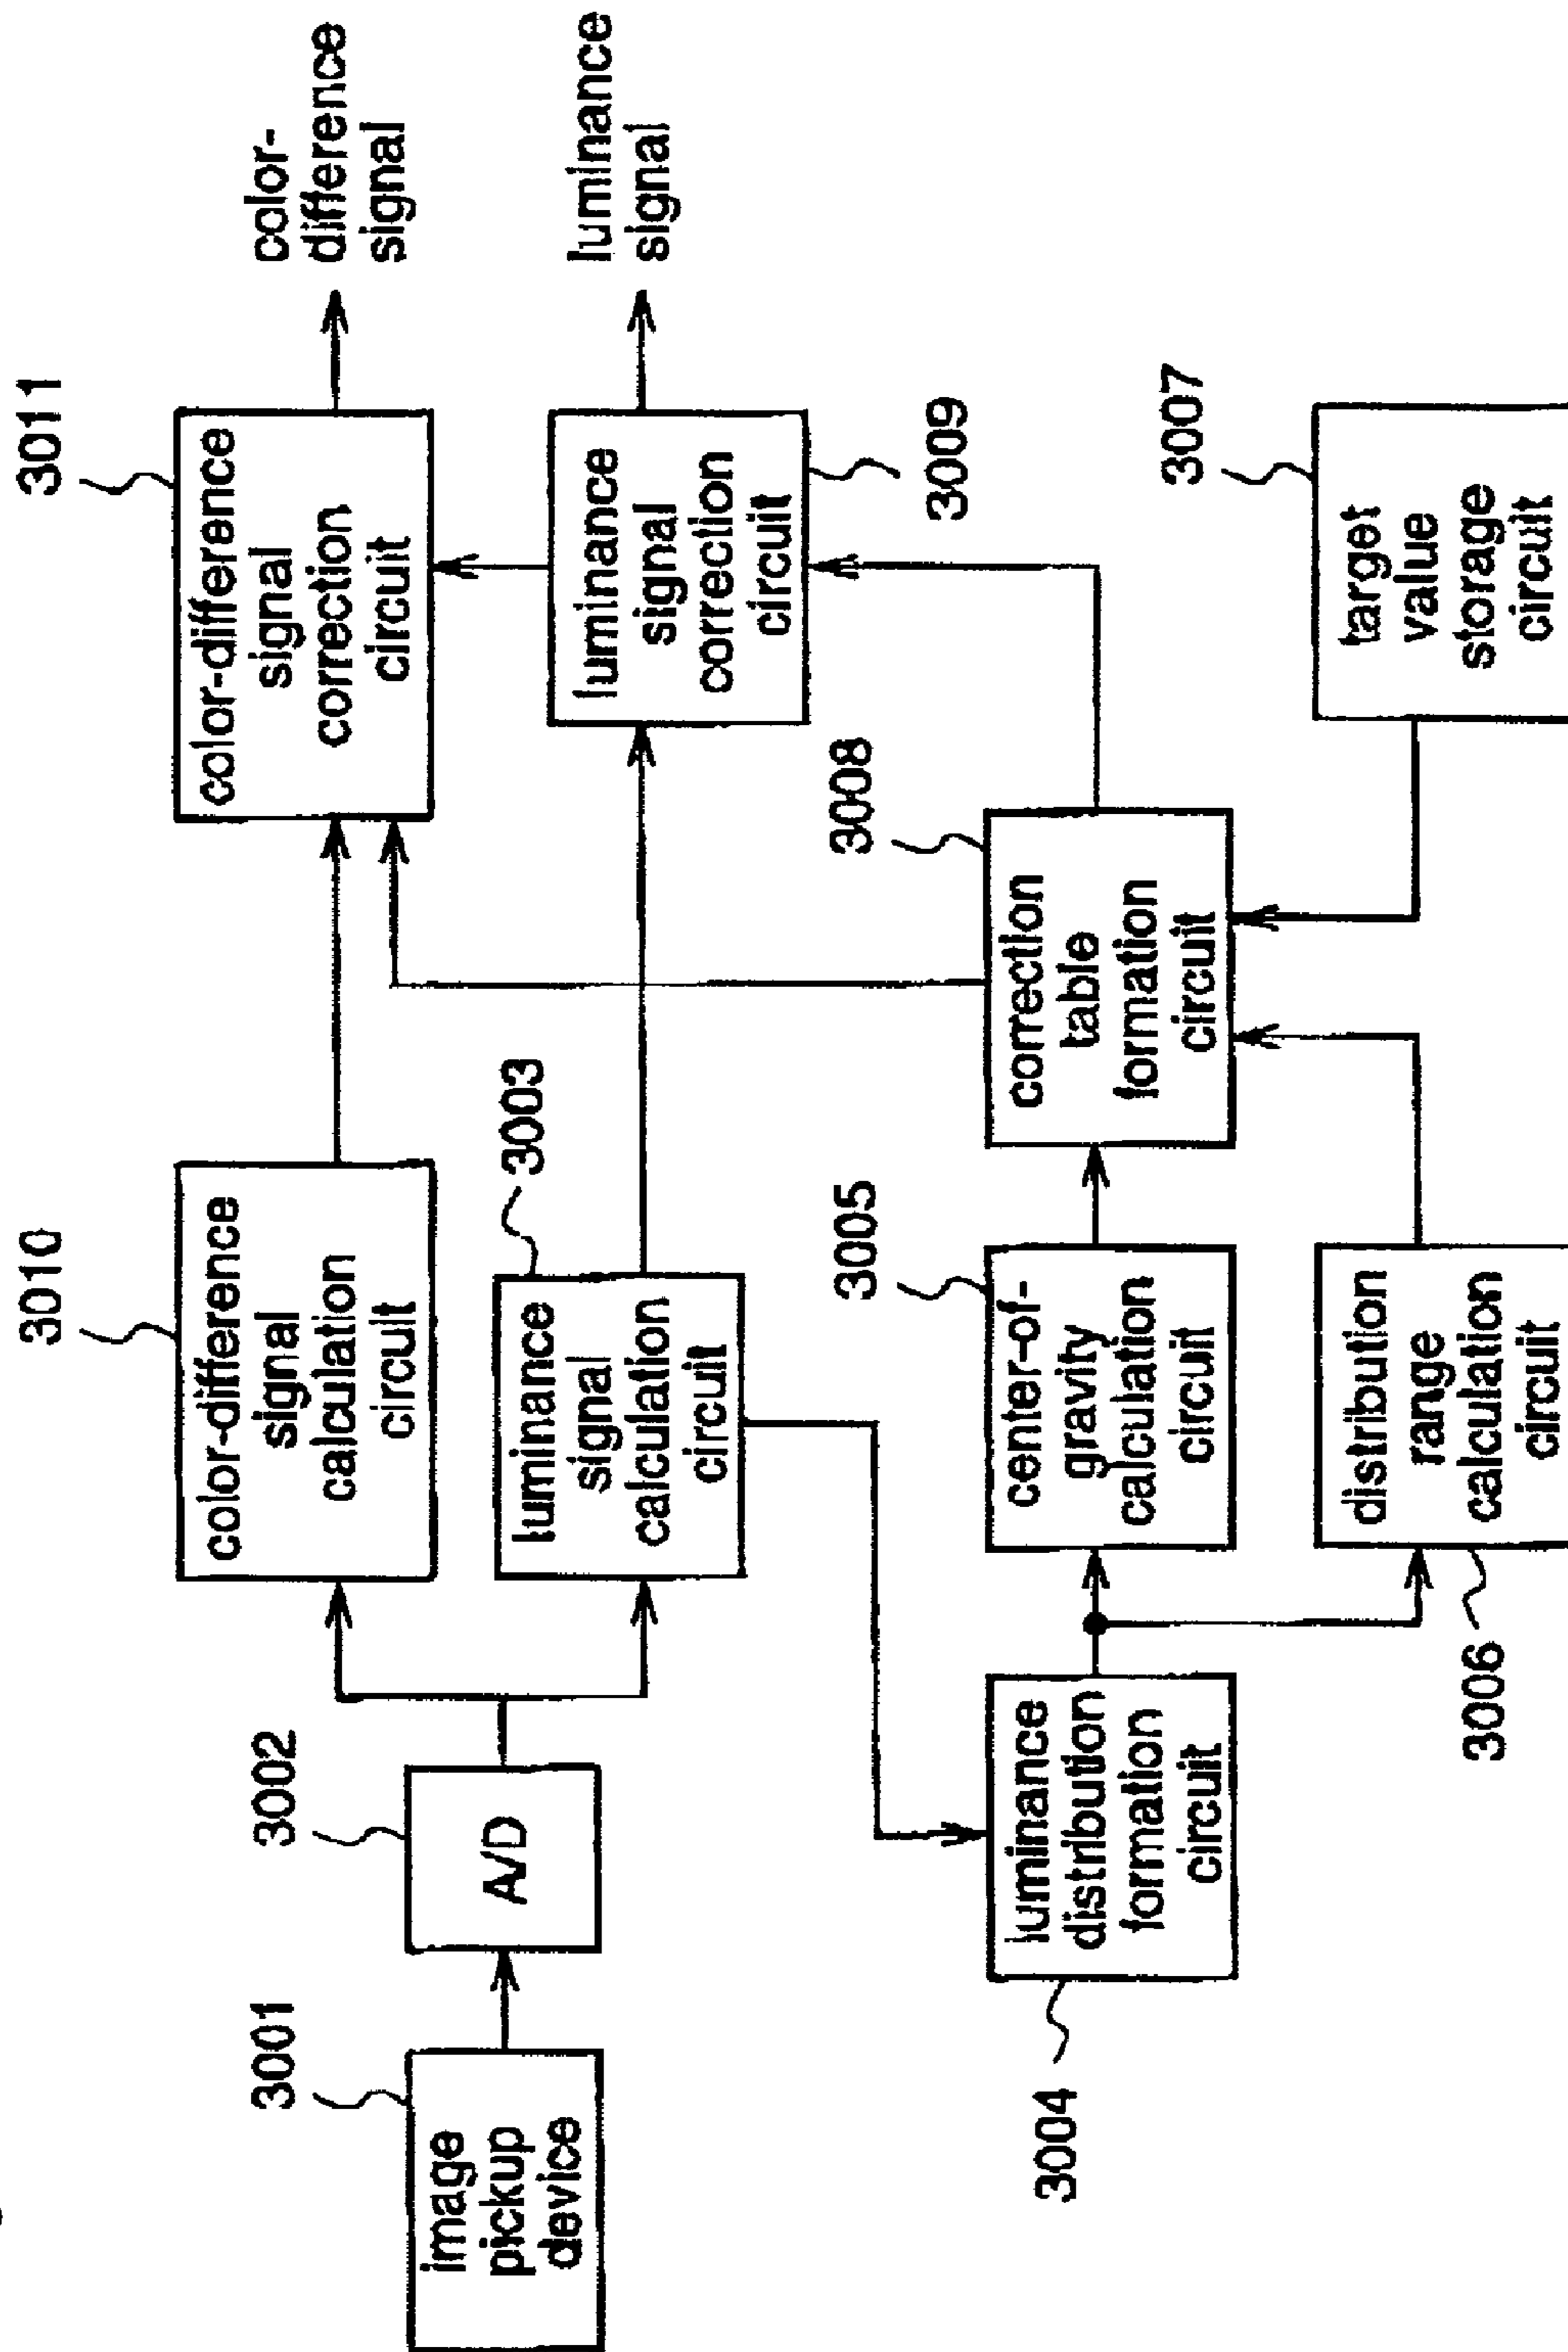 3010
color-difference
signal
calculation
circuit
3011
color-difference
signal
correction
circuit
color-
difference
signal
3001
image
pickup
device
3002
A/D
3003
luminance
signal
calculation
circuit
luminance
signal
correction
circuit
3009
luminance
signal
3004
luminance
distribution
formation
circuit
3005
center-of-
gravity
calculation
circuit
3008
correction
table
formation
circuit
3006
distribution
range
calculation
circuit
3007
target
value
storage
circuit